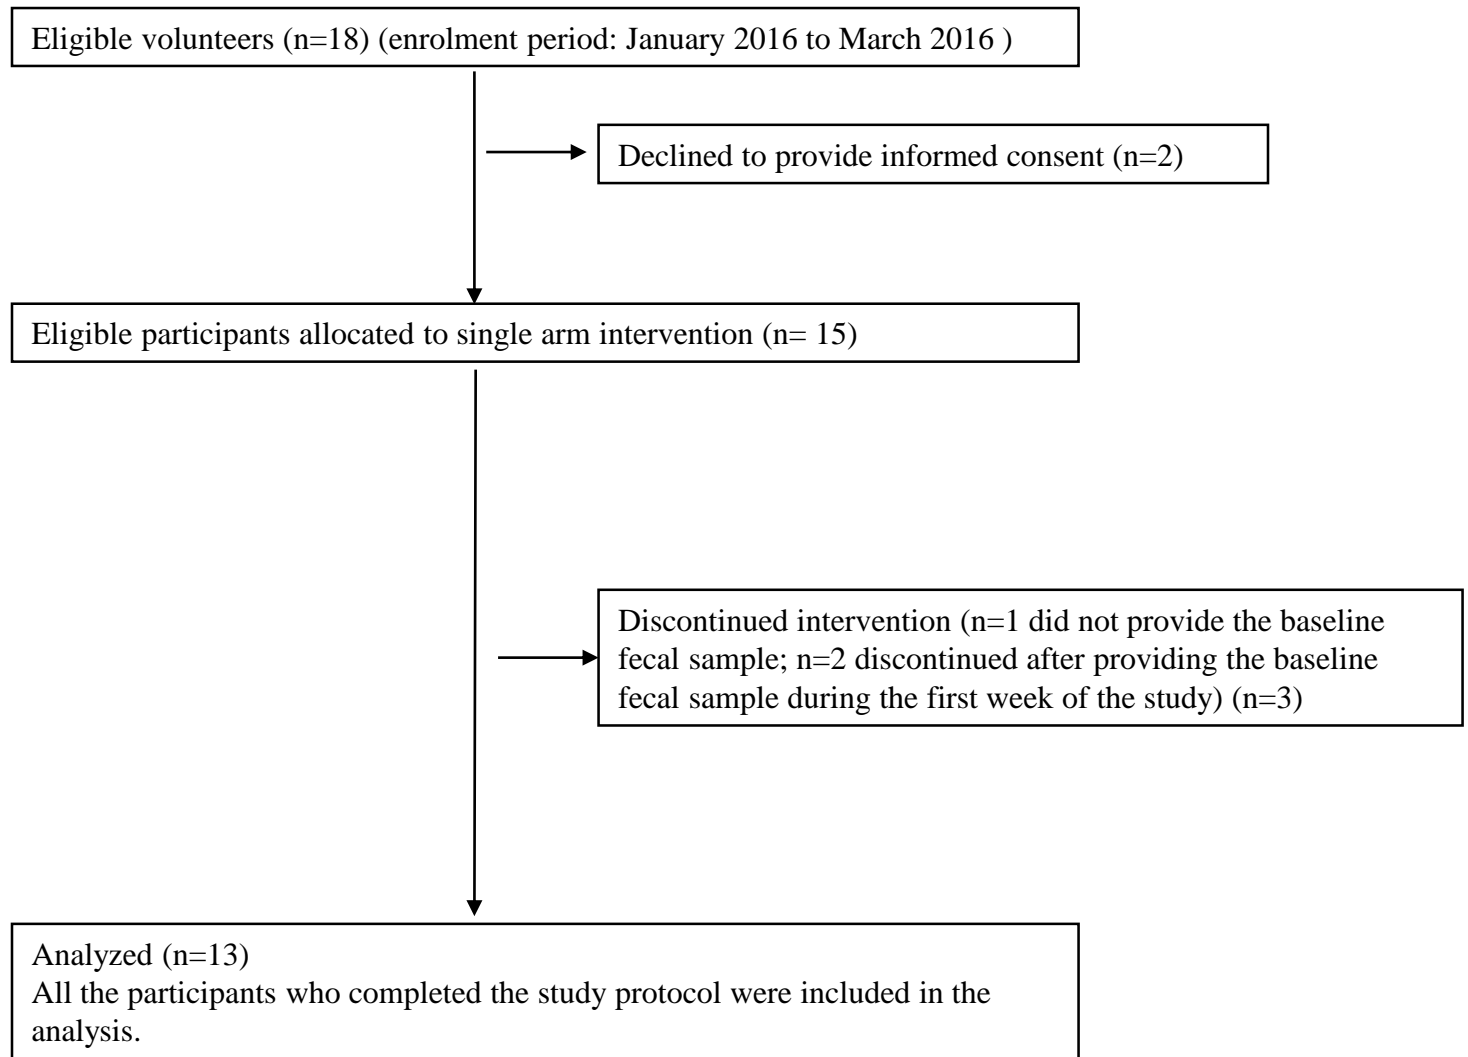 Eligible volunteers (n=18) (enrolment period: January 2016 to March 2016 )
Declined to provide informed consent (n=2)
Eligible participants allocated to single arm intervention (n= 15)
Discontinued intervention (n=1 did not provide the baseline
fecal sample; n=2 discontinued after providing the baseline
fecal sample during the first week of the study) (n=3)
Analyzed (n=13)
All the participants who completed the study protocol were included in the
analysis.